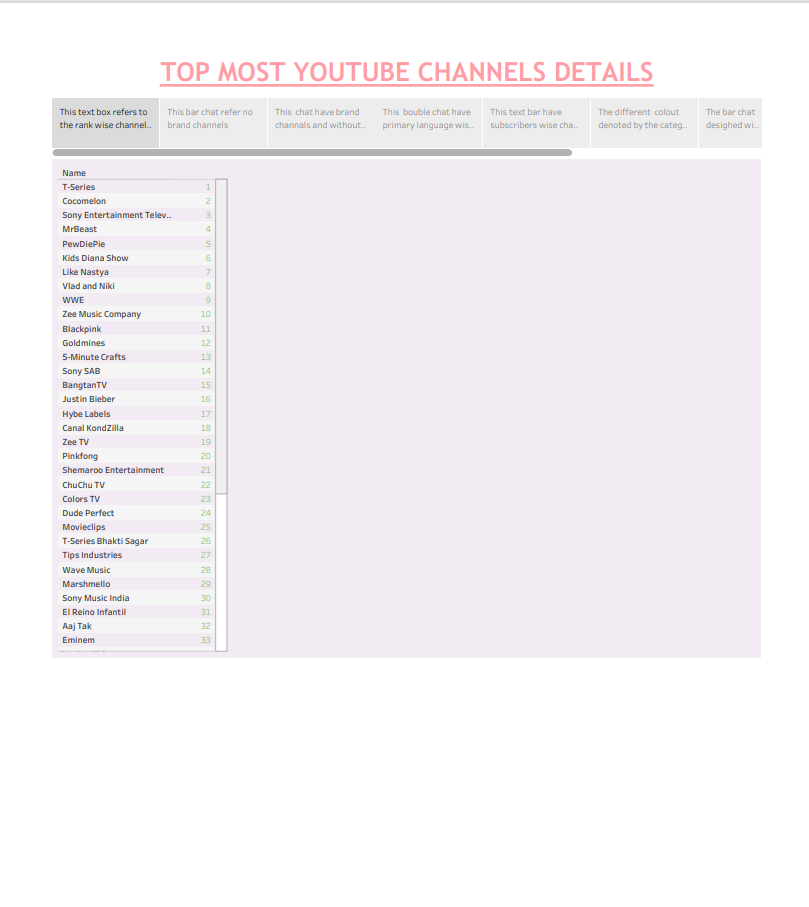 TOP MOST YOUTUBE CHANNELS DETAILS
This text box refers to
the rank wise channel..
This bar chat refer no
brand channels
This chat have brand
channels and without..
This bouble chat have
primary language wis..
This text bar have
subscribers wise cha..
The different colout
denoted by the categ..
The bar chat
desighed wi..
Name
T-Series 1
Cocomelon 2
Sony Entertainment Telev.. 3
MrBeast 4
PewDiePie 5
Kids Diana Show 6
Like Nastya 7
Vlad and Niki 8
WWE 9
Zee Music Company 10
Blackpink 11
Goldmines 12
5-Minute Crafts 13
Sony SAB 14
BangtanTV 15
Justin Bieber 16
Hybe Labels 17
Canal KondZilla 18
Zee TV 19
Pinkfong 20
Shemaroo Entertainment 21
ChuChu TV 22
Colors TV 23
Dude Perfect 24
Movieclips 25
T-Series Bhakti Sagar 26
Tips Industries 27
Wave Music 28
Marshmello 29
Sony Music India 30
El Reino Infantil 31
Aaj Tak 32
Eminem 33